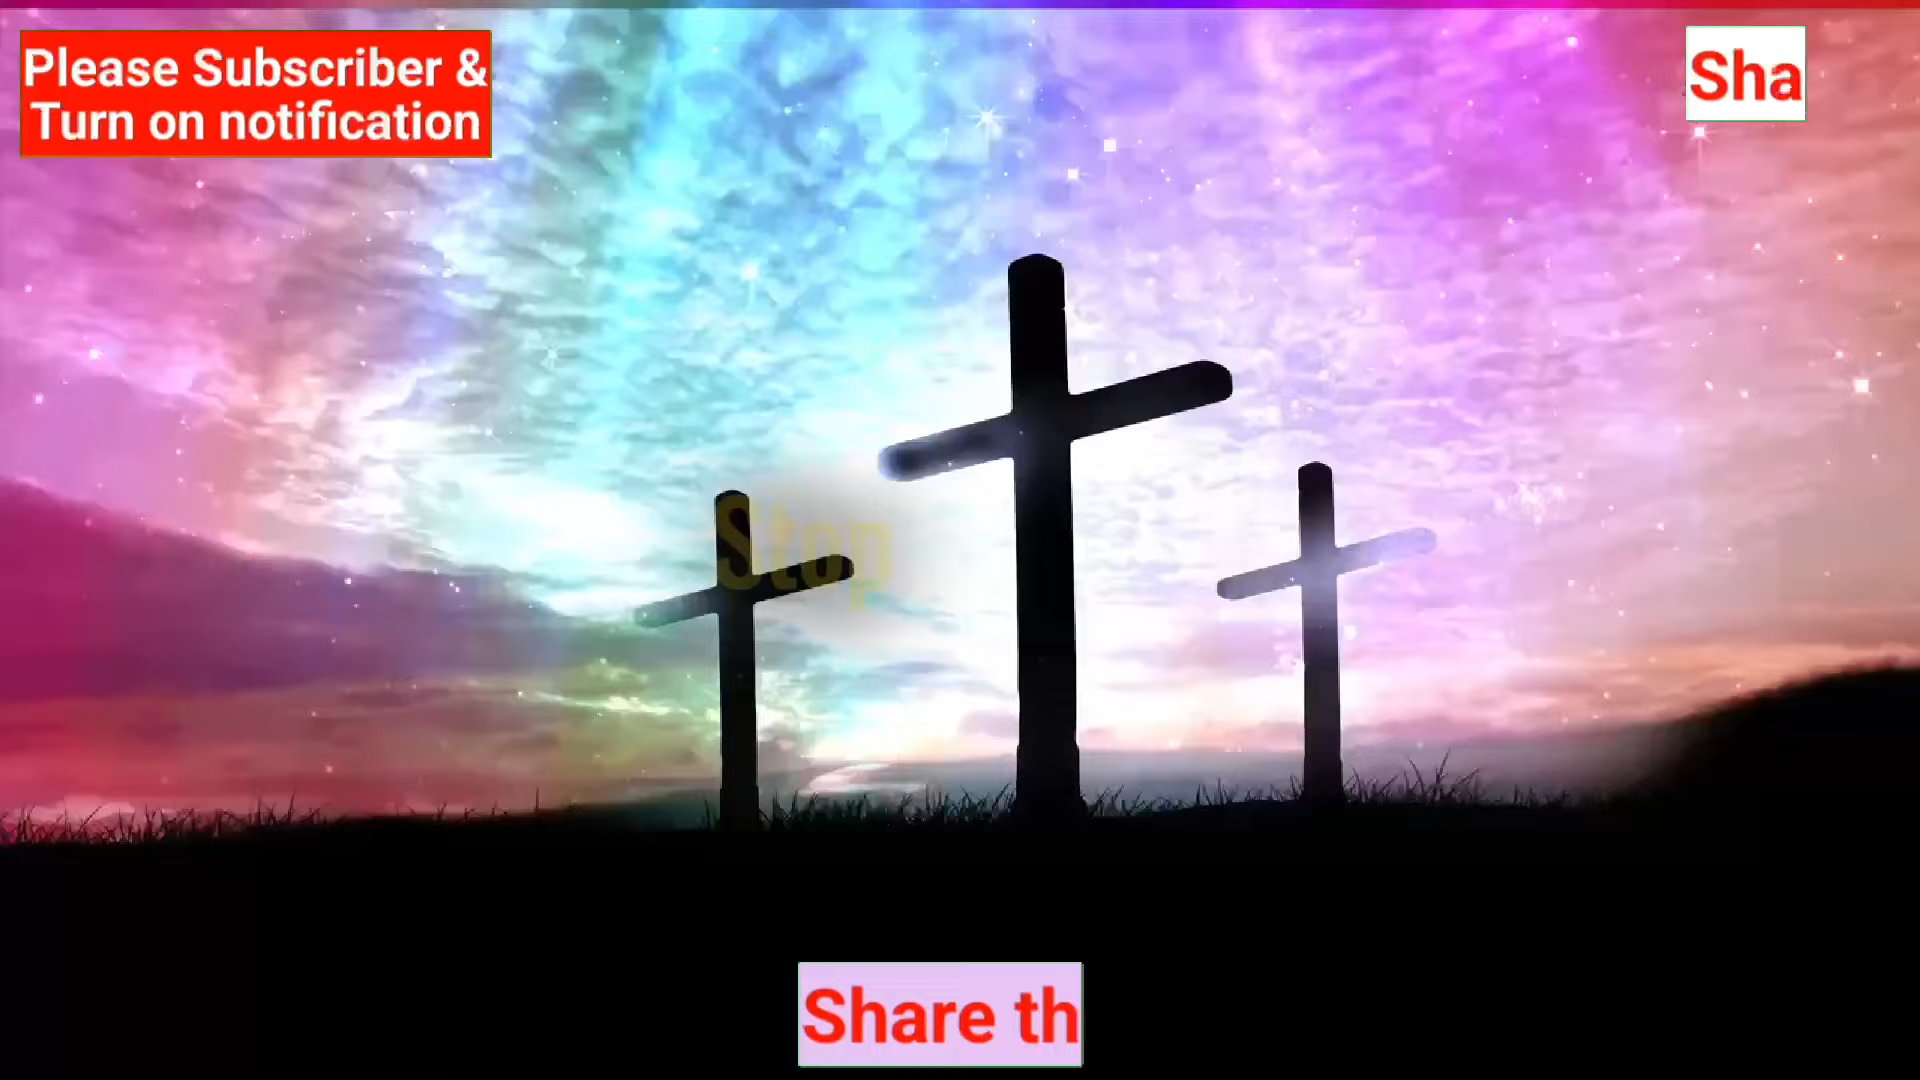 Please Subscriber &
Turn on notification
Sha
Stop
Share th